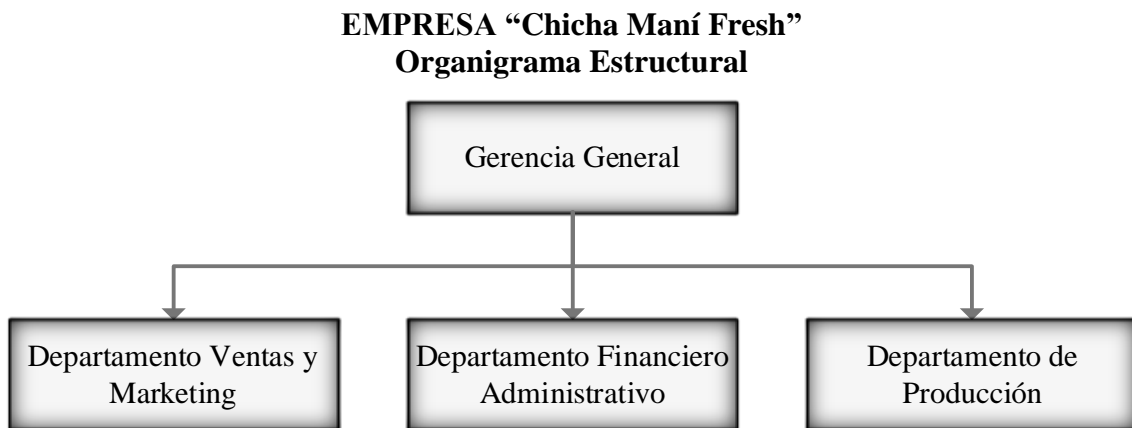 EMPRESA “Chicha Maní Fresh”
Organigrama Estructural
Gerencia General
Departamento Ventas y
Marketing
Departamento Financiero
Administrativo
Departamento de
Producción